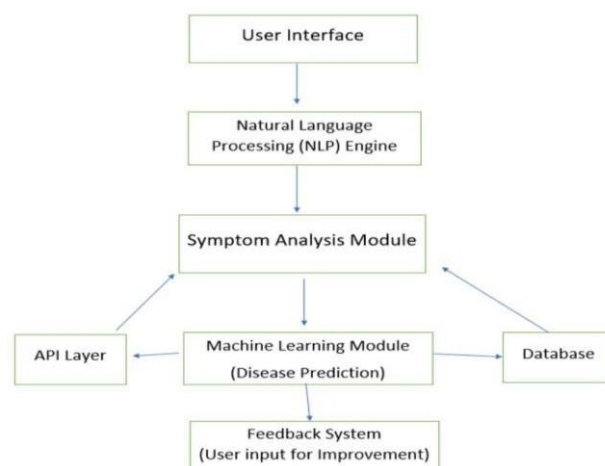 User Interface
Natural Language
Processing (NLP) Engine
Symptom Analysis Module
API Layer
Machine Learning Module
(Disease Prediction)
Database
Feedback System
(User input for Improvement)